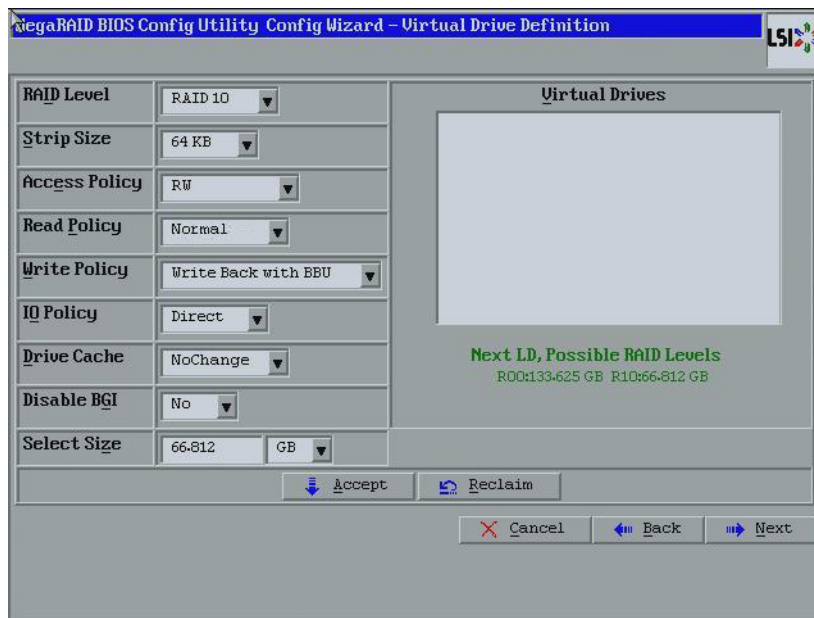 MegaRAID BIOS Config Utility Config Wizard – Virtual Drive Definition
LSI
RAID Level RAID 10
Strip Size 64 KB
Access Policy RW
Read Policy Normal
Write Policy Write Back with BBU
IO Policy Direct
Drive Cache NoChange
Disable BGI No
Select Size 66.812 GB
Virtual Drives
Next LD, Possible RAID Levels
R00:133.625 GB R10:66.812 GB
Accept Reclaim
Cancel Back Next